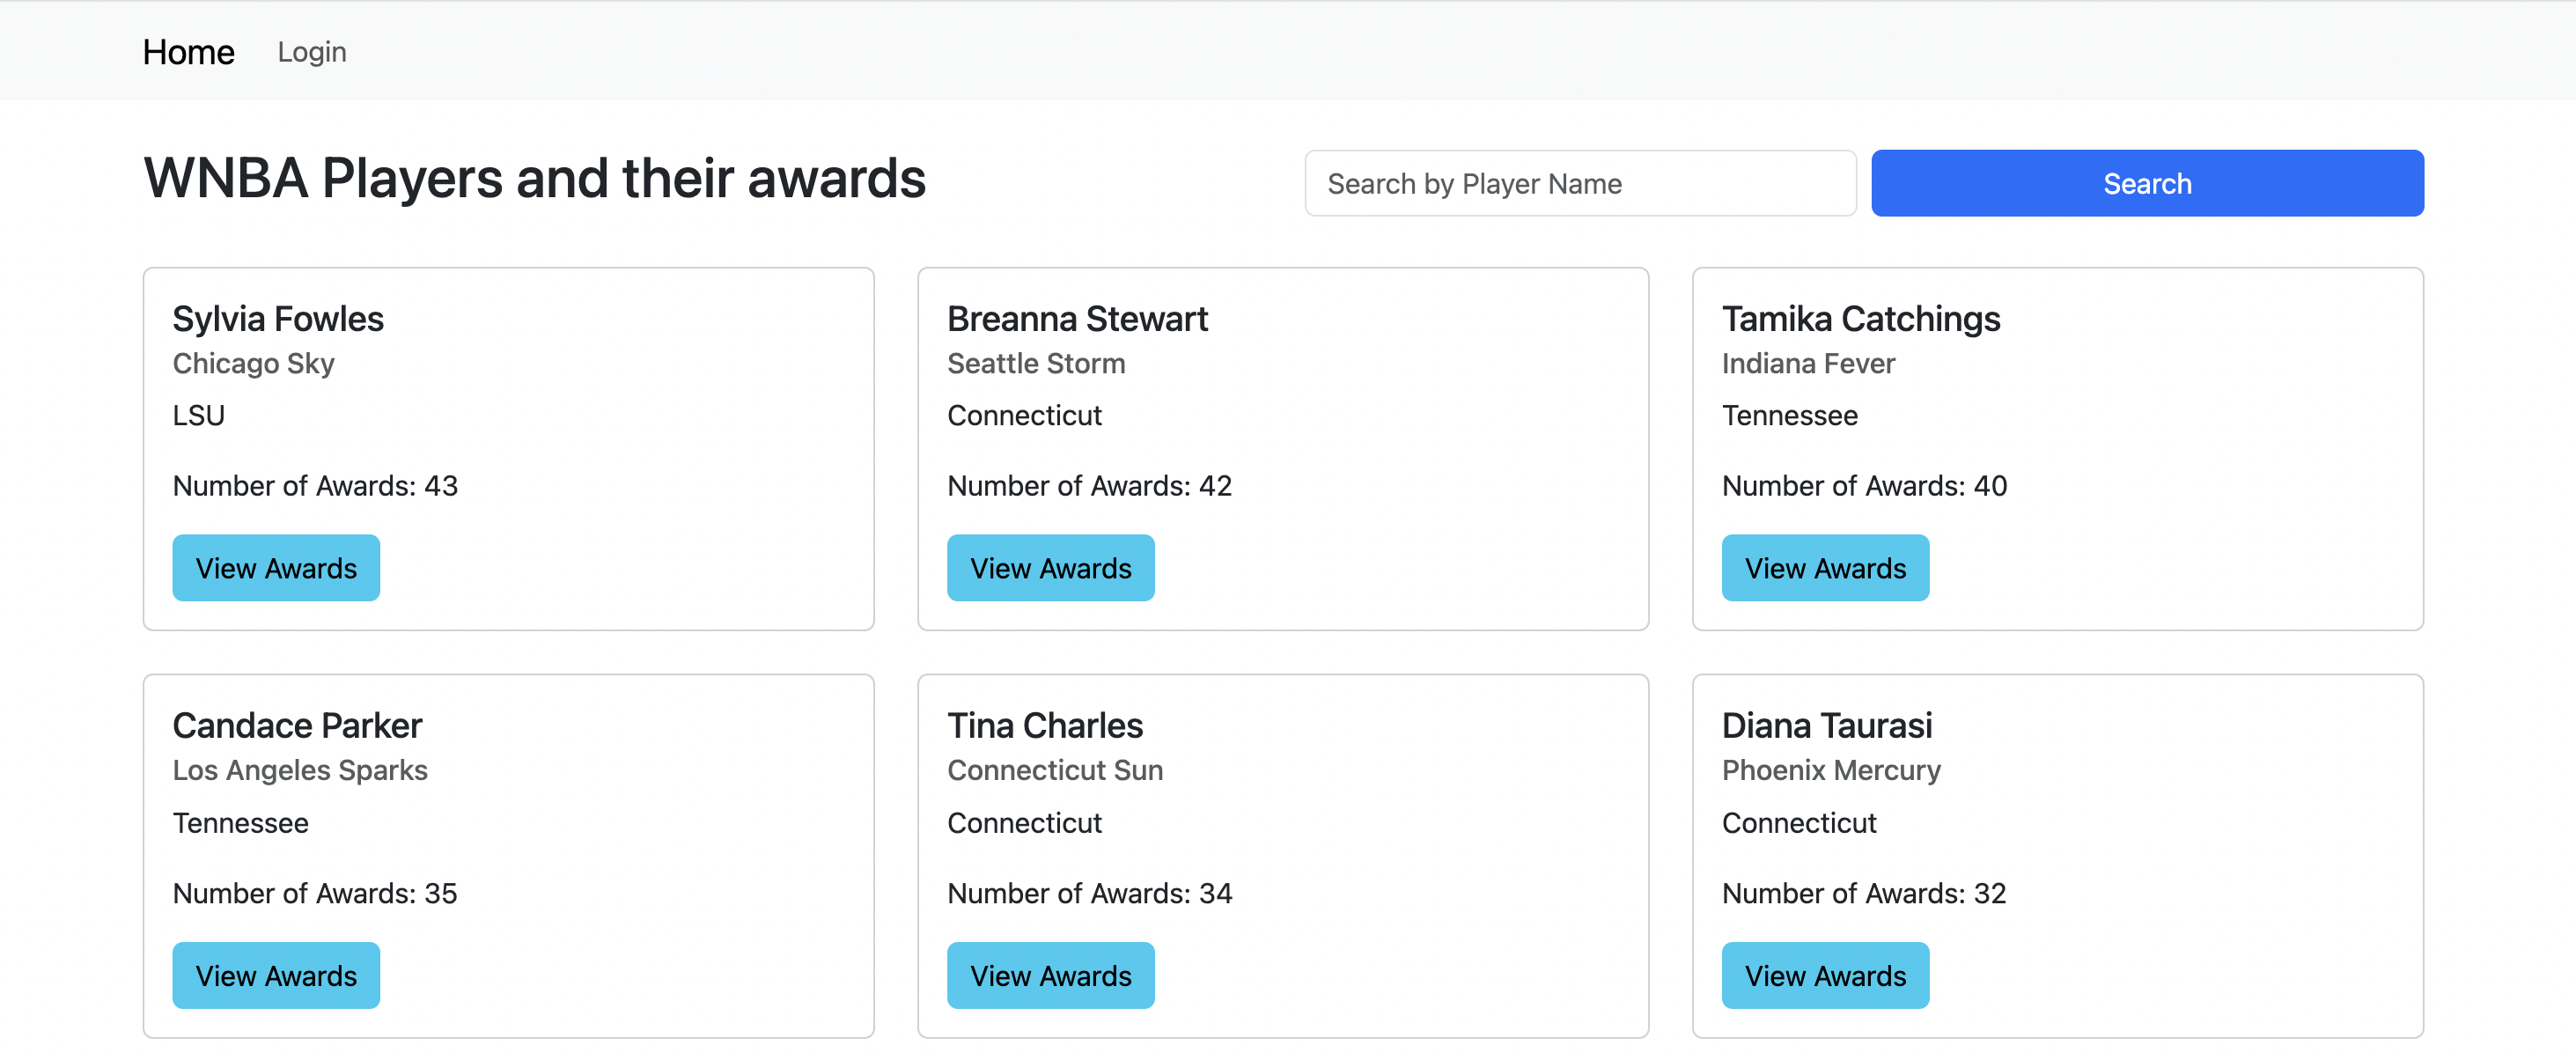 Home Login
WNBA Players and their awards
Search by Player Name
Search
Sylvia Fowles
Chicago Sky
LSU
Number of Awards: 43
View Awards
Breanna Stewart
Seattle Storm
Connecticut
Number of Awards: 42
View Awards
Tamika Catchings
Indiana Fever
Tennessee
Number of Awards: 40
View Awards
Candace Parker
Los Angeles Sparks
Tennessee
Number of Awards: 35
View Awards
Tina Charles
Connecticut Sun
Connecticut
Number of Awards: 34
View Awards
Diana Taurasi
Phoenix Mercury
Connecticut
Number of Awards: 32
View Awards